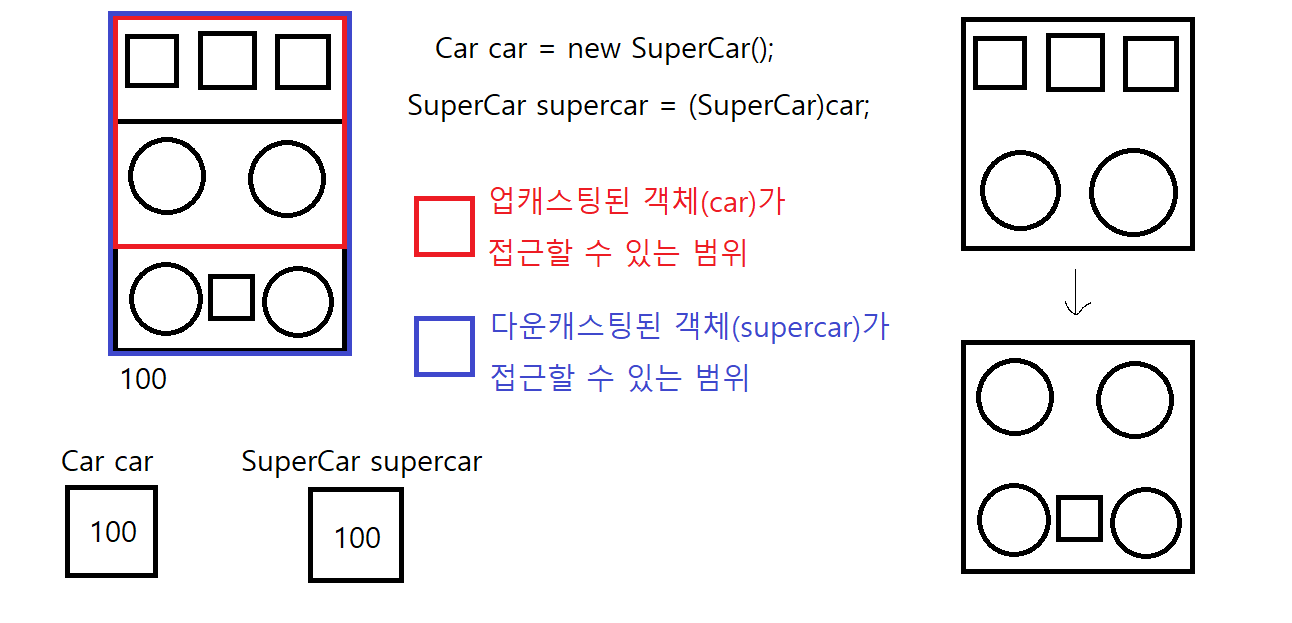 Car car = new SuperCar();
SuperCar supercar = (SuperCar)car;
업캐스팅된 객체(car)가
접근할 수 있는 범위
다운캐스팅된 객체(supercar)가
접근할 수 있는 범위
100
Car car
SuperCar supercar
100
100